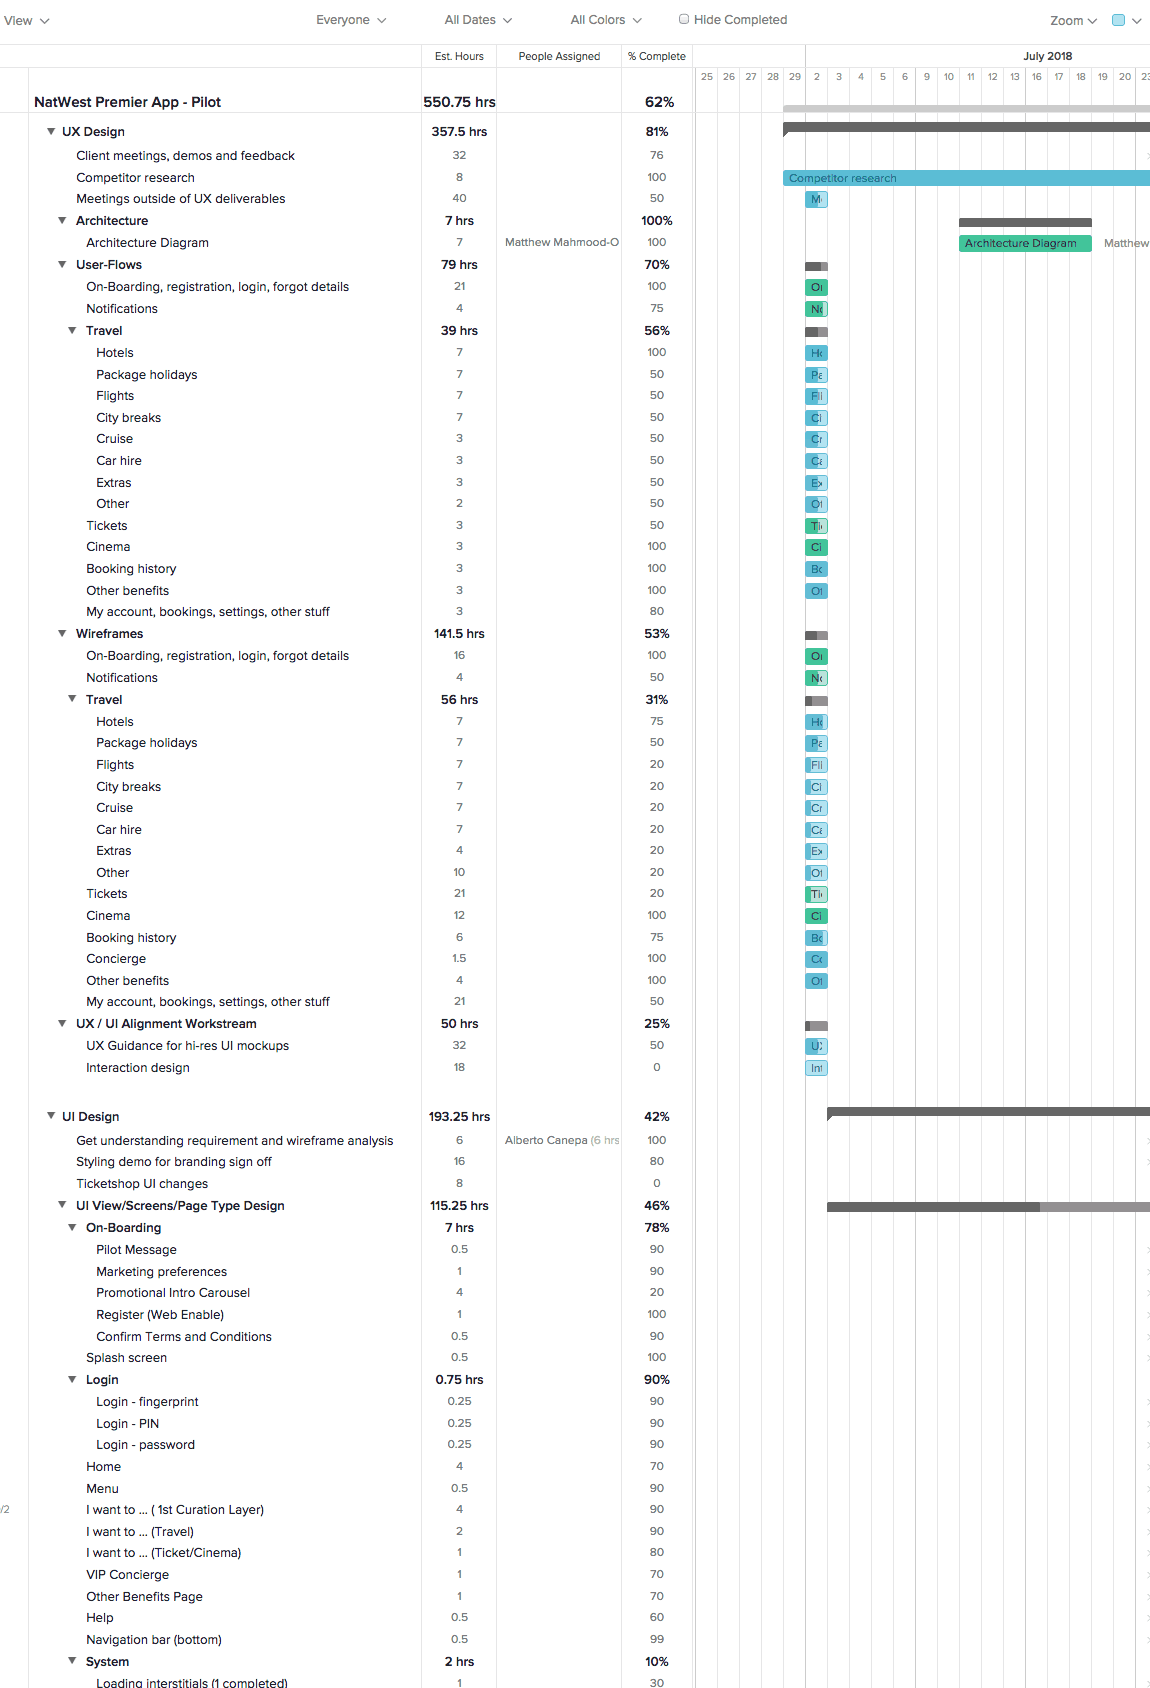 View Everyone All Dates All Colors Hide Completed Zoom
Est. Hours People Assigned % Complete July 2018
25 26 27 28 29 2 3 4 5 6 9 10 11 12 13 16 17 18 19 20 23
NatWest Premier App - Pilot 550.75 hrs 62%
UX Design 357.5 hrs 81%
Client meetings, demos and feedback 32 76
Competitor research 8 100 Competitor research
Meetings outside of UX deliverables 40 50
Architecture 7 hrs 100%
Architecture Diagram 7 Matthew Mahmood-O 100 Architecture Diagram Matthew
User-Flows 79 hrs 70%
On-Boarding, registration, login, forgot details 21 100
Notifications 4 75
Travel 39 hrs 56%
Hotels 7 100
Package holidays 7 50
Flights 7 50
City breaks 7 50
Cruise 3 50
Car hire 3 50
Extras 3 50
Other 2 50
Tickets 3 50
Cinema 3 100
Booking history 3 100
Other benefits 3 100
My account, bookings, settings, other stuff 3 80
Wireframes 141.5 hrs 53%
On-Boarding, registration, login, forgot details 16 100
Notifications 4 50
Travel 56 hrs 31%
Hotels 7 75
Package holidays 7 50
Flights 7 20
City breaks 7 20
Cruise 7 20
Car hire 7 20
Extras 4 20
Other 10 20
Tickets 21 20
Cinema 12 100
Booking history 6 75
Concierge 1.5 100
Other benefits 4 100
My account, bookings, settings, other stuff 21 50
UX / UI Alignment Workstream 50 hrs 25%
UX Guidance for hi-res UI mockups 32 50
Interaction design 18 0
UI Design 193.25 hrs 42%
Get understanding requirement and wireframe analysis 6 Alberto Canepa (6 hrs 100
Styling demo for branding sign off 16 80
Ticketshop UI changes 8 0
UI View/Screens/Page Type Design 115.25 hrs 46%
On-Boarding 7 hrs 78%
Pilot Message 0.5 90
Marketing preferences 1 90
Promotional Intro Carousel 4 20
Register (Web Enable) 1 100
Confirm Terms and Conditions 0.5 90
Splash screen 0.5 100
Login 0.75 hrs 90%
Login - fingerprint 0.25 90
Login - PIN 0.25 90
Login - password 0.25 90
Home 4 70
Menu 0.5 90
/2 I want to ... ( 1st Curation Layer) 4 90
I want to ... (Travel) 2 90
I want to ... (Ticket/Cinema) 1 80
VIP Concierge 1 70
Other Benefits Page 1 70
Help 0.5 60
Navigation bar (bottom) 0.5 99
System 2 hrs 10%
Loading interstitials (1 completed) 1 30